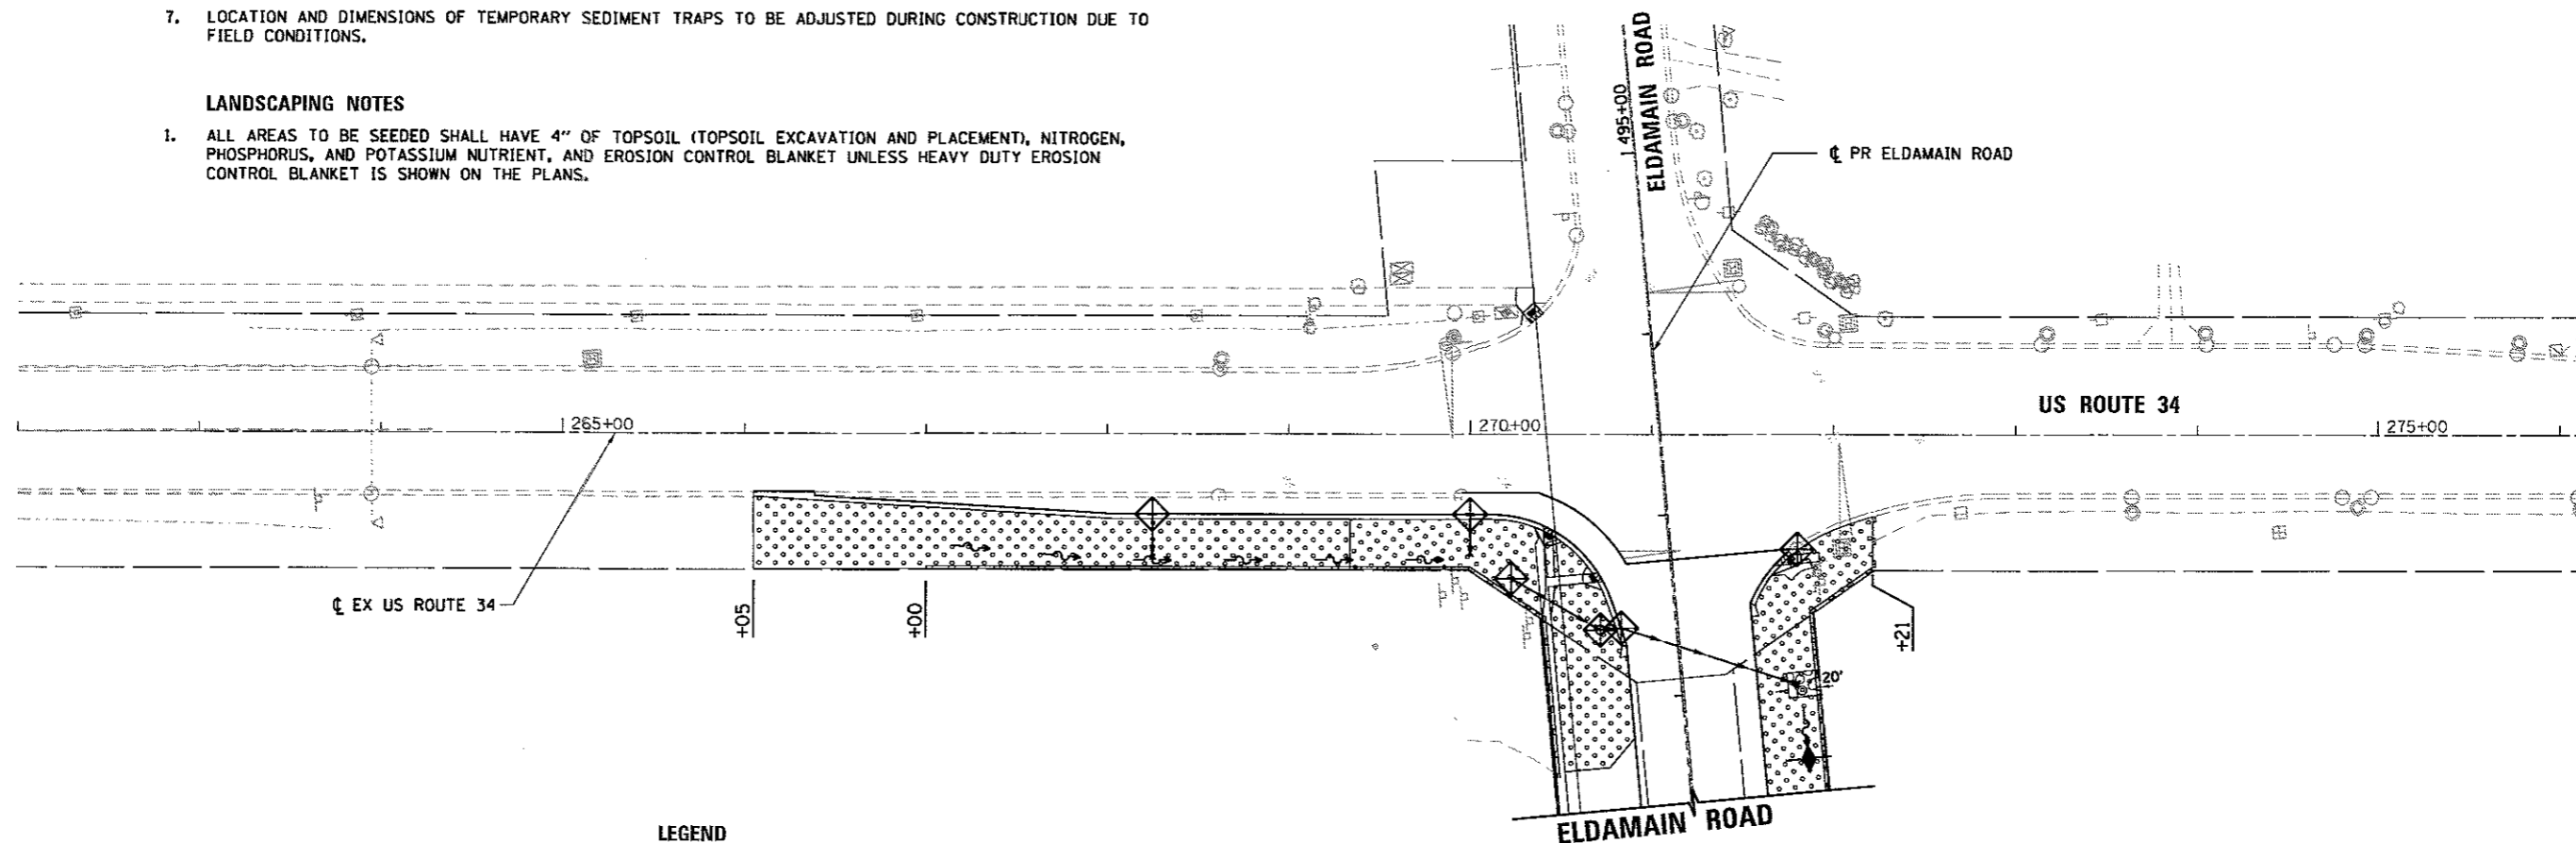 7. LOCATION AND DIMENSIONS OF TEMPORARY SEDIMENT TRAPS TO BE ADJUSTED DURING CONSTRUCTION DUE TO
FIELD CONDITIONS.
LANDSCAPING NOTES
1. ALL AREAS TO BE SEEDED SHALL HAVE 4" OF TOPSOIL (TOPSOIL EXCAVATION AND PLACEMENT), NITROGEN,
PHOSPHORUS, AND POTASSIUM NUTRIENT, AND EROSION CONTROL BLANKET UNLESS HEAVY DUTY EROSION
CONTROL BLANKET IS SHOWN ON THE PLANS.
495+00
ELDAMAIN ROAD
℄ PR ELDAMAIN ROAD
US ROUTE 34
265+00
270+00
275+00
℄ EX US ROUTE 34
+05
+00
+21
20'
ELDAMAIN ROAD
LEGEND